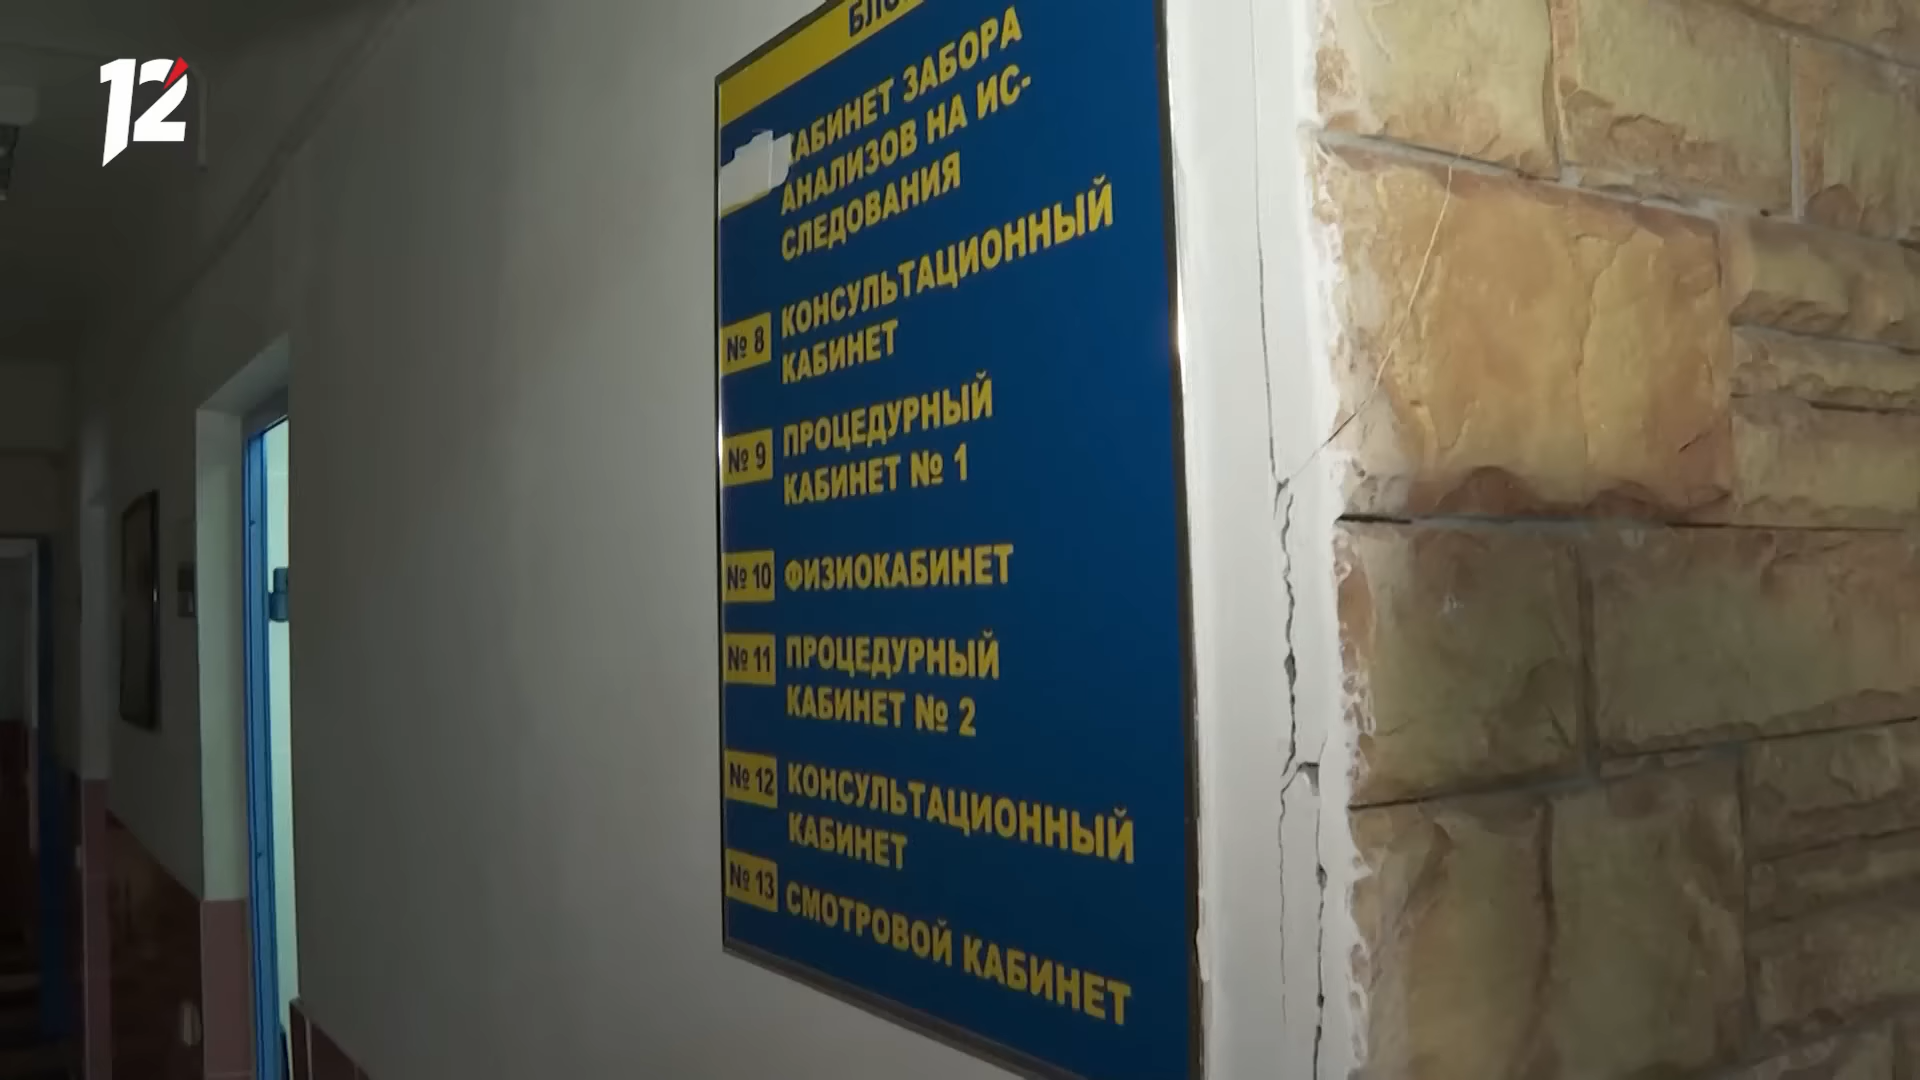 12
КАБИНЕТ ЗАБОРА
АНАЛИЗОВ НА ИС-
СЛЕДОВАНИЯ
№ 8 КОНСУЛЬТАЦИОННЫЙ
КАБИНЕТ
№ 9 ПРОЦЕДУРНЫЙ
КАБИНЕТ № 1
№ 10 ФИЗИОКАБИНЕТ
№ 11 ПРОЦЕДУРНЫЙ
КАБИНЕТ № 2
№ 12 КОНСУЛЬТАЦИОННЫЙ
КАБИНЕТ
№ 13 СМОТРОВОЙ КАБИНЕТ